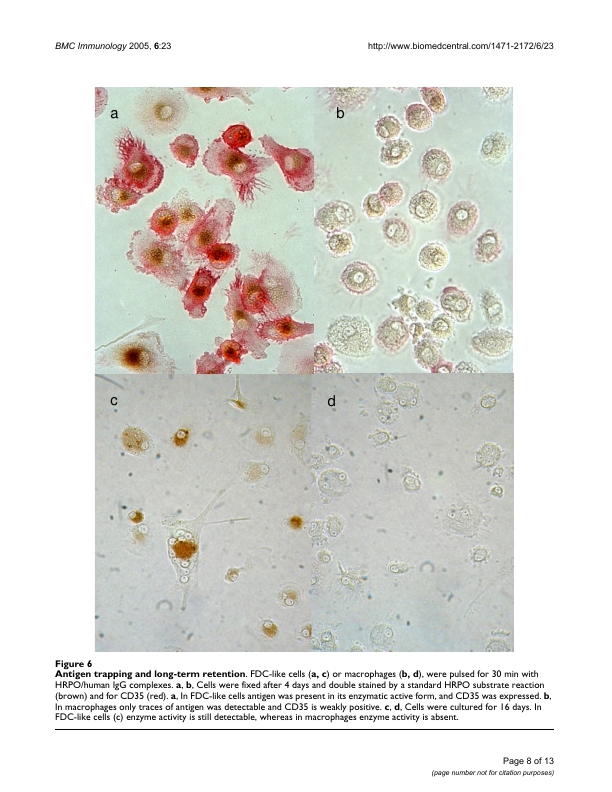 BMC Immunology 2005, 6:23
http://www.biomedcentral.com/1471-2172/6/23
a
b
c
d
Figure 6
Antigen trapping and long-term retention. FDC-like cells (a, c) or macrophages (b, d), were pulsed for 30 min with
HRPO/human IgG complexes. a, b, Cells were fixed after 4 days and double stained by a standard HRPO substrate reaction
(brown) and for CD35 (red). a, In FDC-like cells antigen was present in its enzymatic active form, and CD35 was expressed. b,
In macrophages only traces of antigen was detectable and CD35 is weakly positive. c, d, Cells were cultured for 16 days. In
FDC-like cells (c) enzyme activity is still detectable, whereas in macrophages enzyme activity is absent.
Page 8 of 13
(page number not for citation purposes)